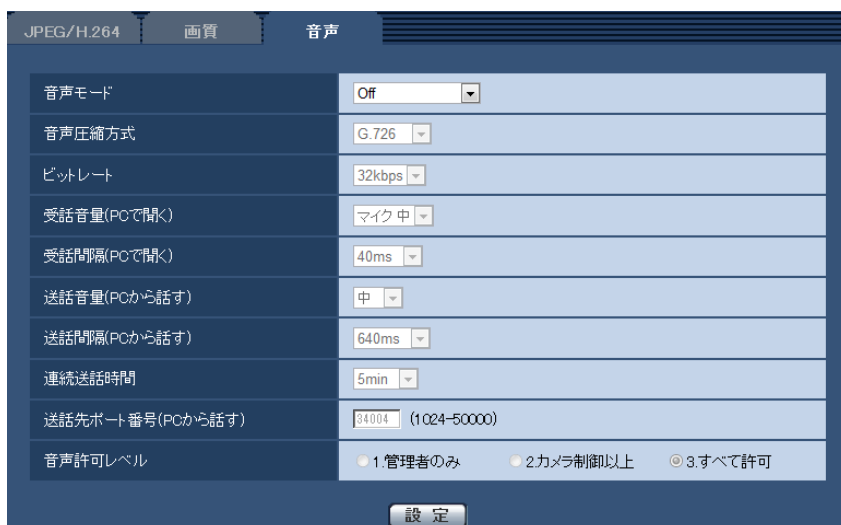 JPEG/H.264 画質 音声
音声モード Off
音声圧縮方式 G.726
ビットレート 32kbps
受話音量(PCで聞く) マイク 中
受話間隔(PCで聞く) 40ms
送話音量(PCから話す) 中
送話間隔(PCから話す) 640ms
連続送話時間 5min
送話先ポート番号(PCから話す) 34004 (1024-50000)
音声許可レベル 1.管理者のみ 2.カメラ制御以上 3.すべて許可
設 定